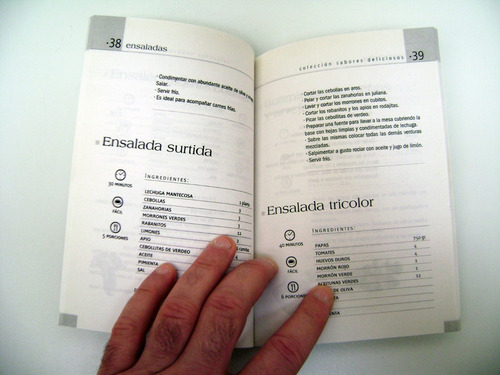 ·38 ensaladas
· Condimentar con abundante aceite de oliva y
Salar.
· Servir frío.
· Es ideal para acompañar carnes frías.
Ensalada surtida
INGREDIENTES:
30 MINUTOS
FÁCIL
5 PORCIONES
LECHUGA MANTECOSA
CEBOLLAS
ZANAHORIAS
MORRONES VERDES
RABANITOS
LIMONES
APIO
CEBOLLITAS DE VERDEO
ACEITE
PIMIENTA
SAL
colección sabores deliciosos ·39
· Cortar las cebollas en aros.
· Pelar y cortar las zanahorias en juliana.
· Lavar y cortar los morrones en cubitos.
· Cortar los rabanitos y los apios en rodajitas.
· Picar las cebollitas de verdeo.
· Preparar una fuente para llevar a la mesa cubriendo la
base con hojas limpias y condimentadas de lechuga.
· Sobre las mismas colocar todas las demás verduras
mezcladas.
· Salpimentar a gusto rociar con aceite y jugo de limón.
· Servir frío.
Ensalada tricolor
INGREDIENTES:
40 MINUTOS
FÁCIL
6 PORCIONES
PAPAS 750 gr.
TOMATES 4
HUEVOS DUROS 4
MORRÓN ROJO 1
MORRÓN VERDE 1
ACEITUNAS VERDES 12
DE OLIVA